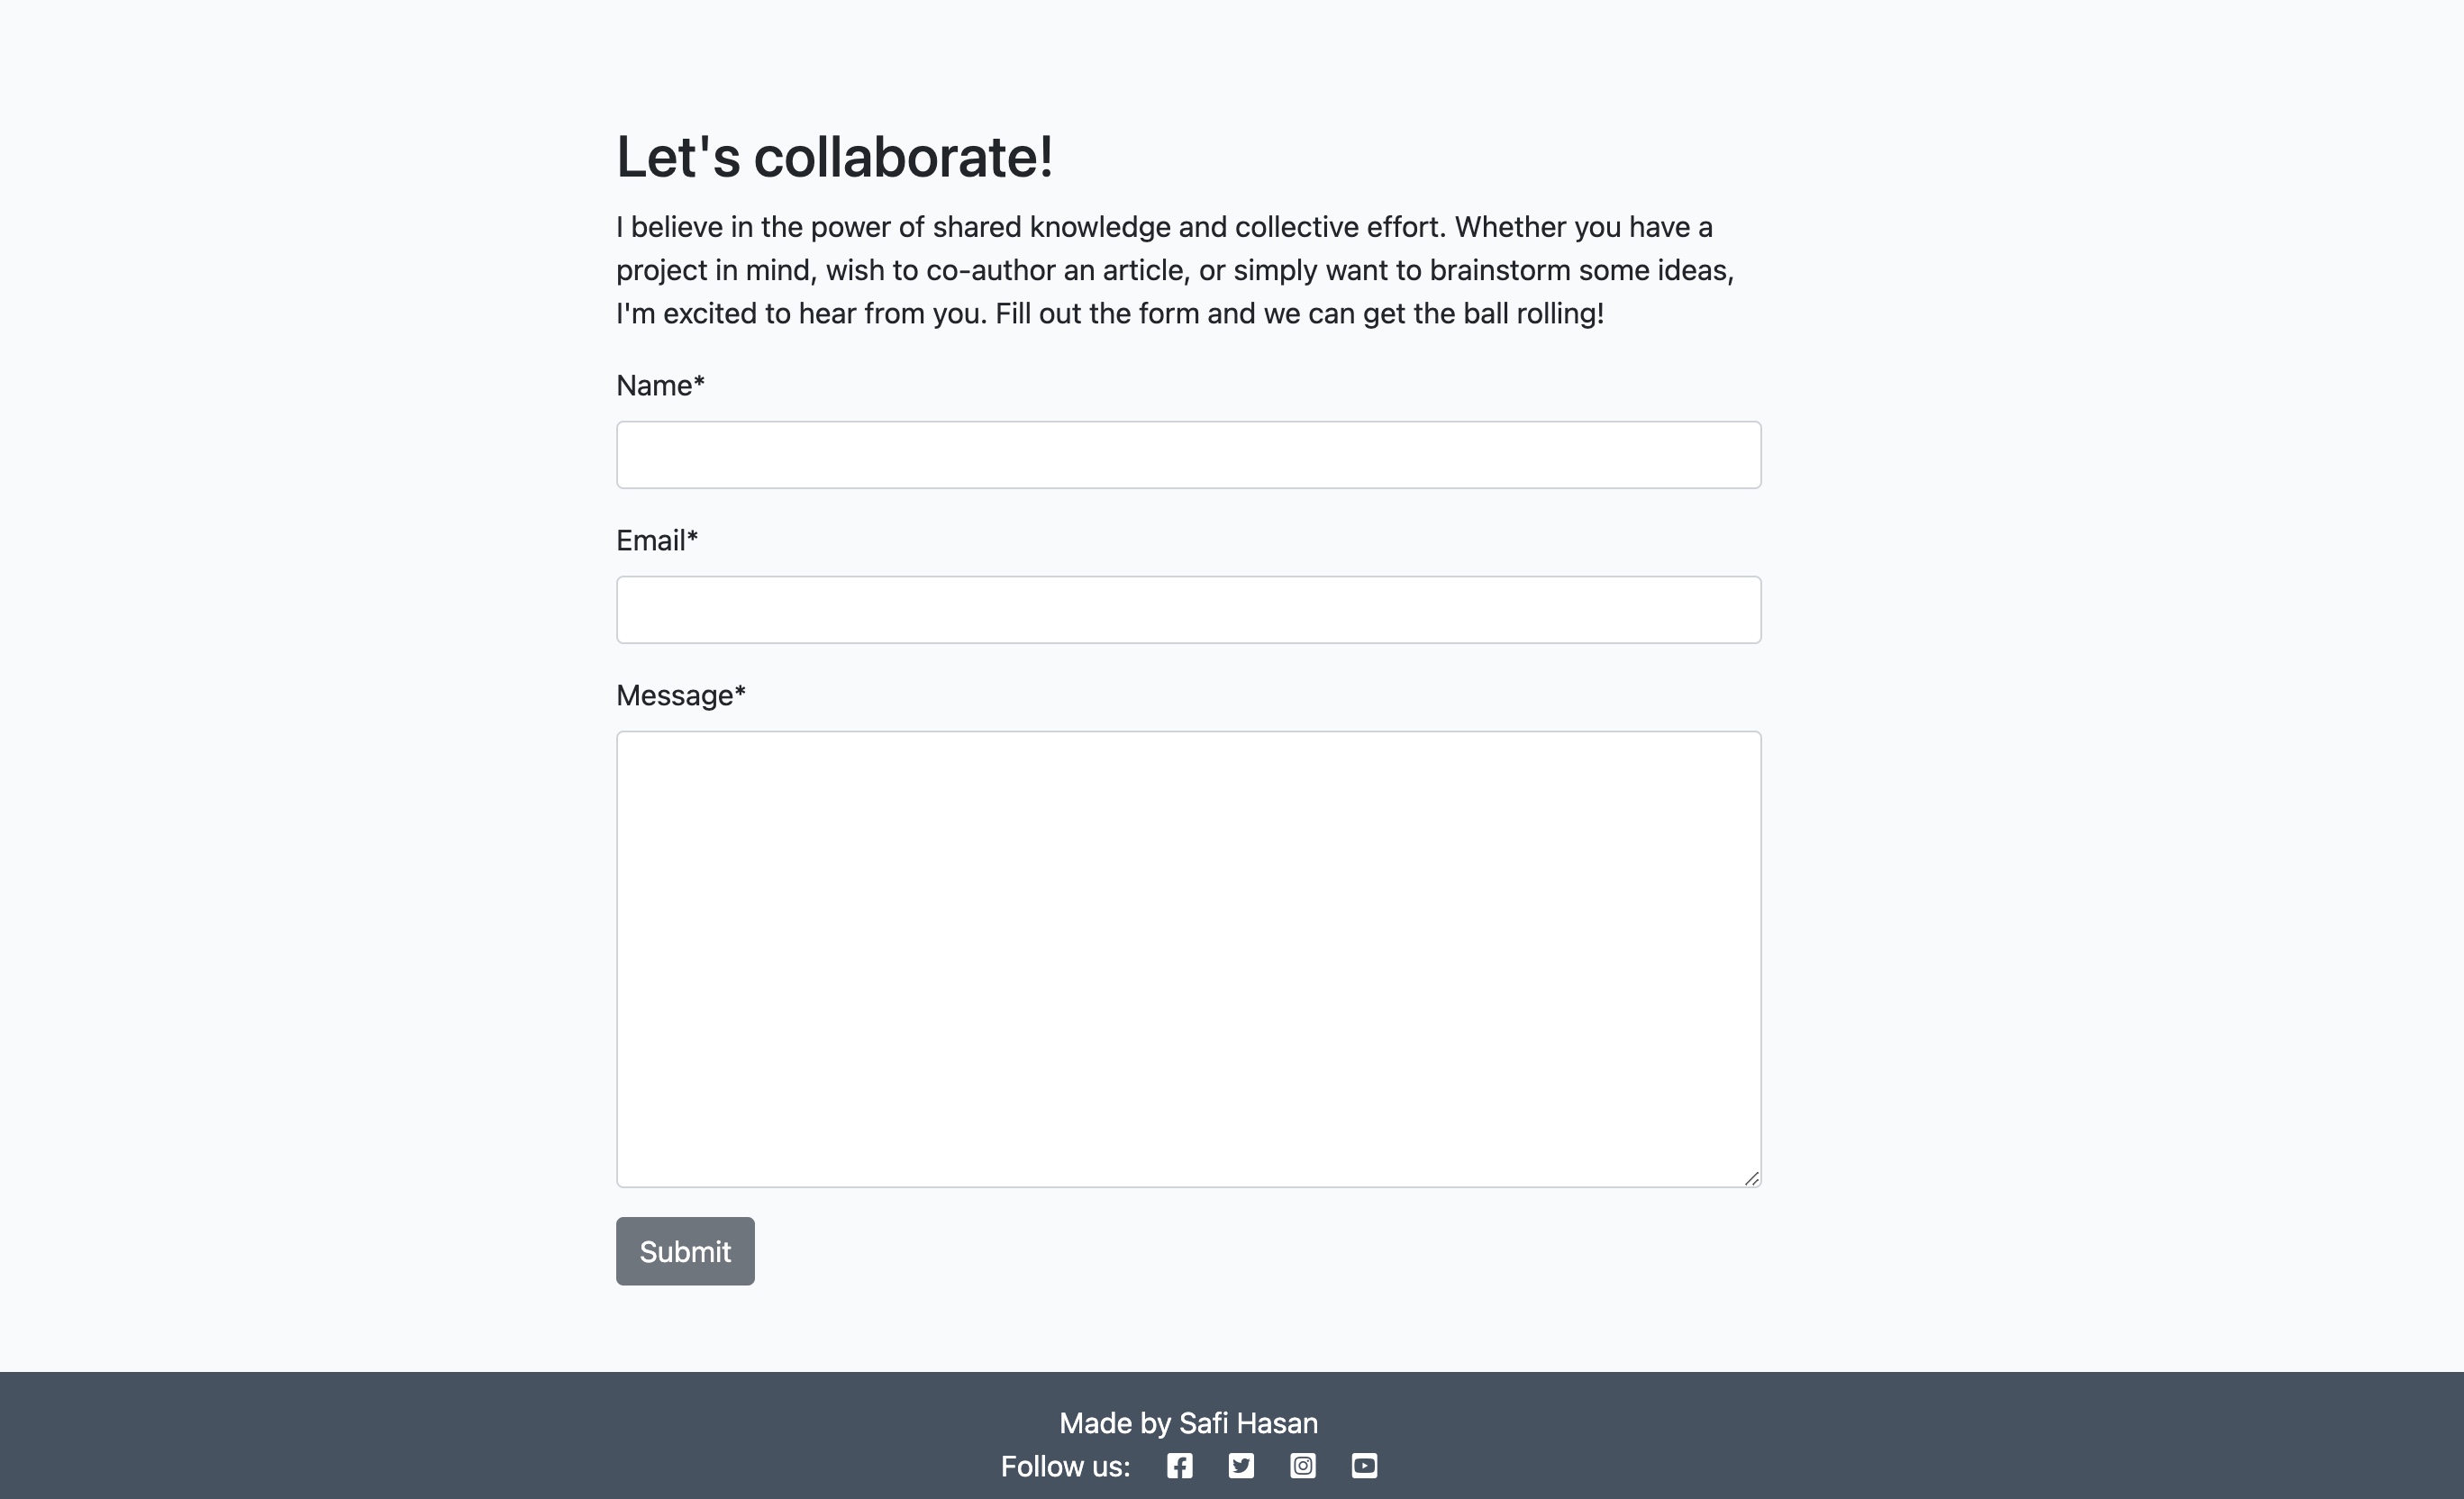 Let's collaborate!
I believe in the power of shared knowledge and collective effort. Whether you have a
project in mind, wish to co-author an article, or simply want to brainstorm some ideas,
I'm excited to hear from you. Fill out the form and we can get the ball rolling!
Name*
Email*
Message*
Submit
Made by Safi Hasan
Follow us: